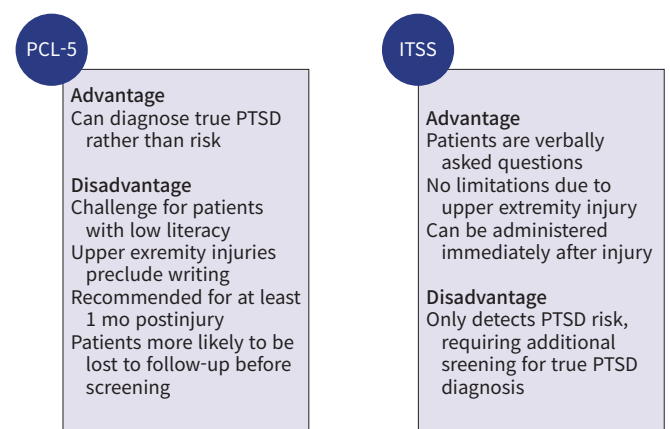 PCL-5
Advantage
Can diagnose true PTSD
rather than risk
Disadvantage
Challenge for patients
with low literacy
Upper exremity injuries
preclude writing
Recommended for at least
1 mo postinjury
Patients more likely to be
lost to follow-up before
screening
ITSS
Advantage
Patients are verbally
asked questions
No limitations due to
upper extremity injury
Can be administered
immediately after injury
Disadvantage
Only detects PTSD risk,
requiring additional
sreening for true PTSD
diagnosis